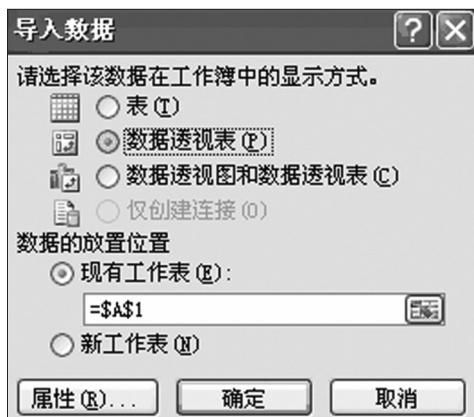 导入数据
请选择该数据在工作簿中的显示方式。
表(T)
数据透视表(P)
数据透视图和数据透视表(C)
仅创建连接(O)
数据的放置位置
现有工作表(E):
=$A$1
新工作表(N)
属性(R)... 确定 取消